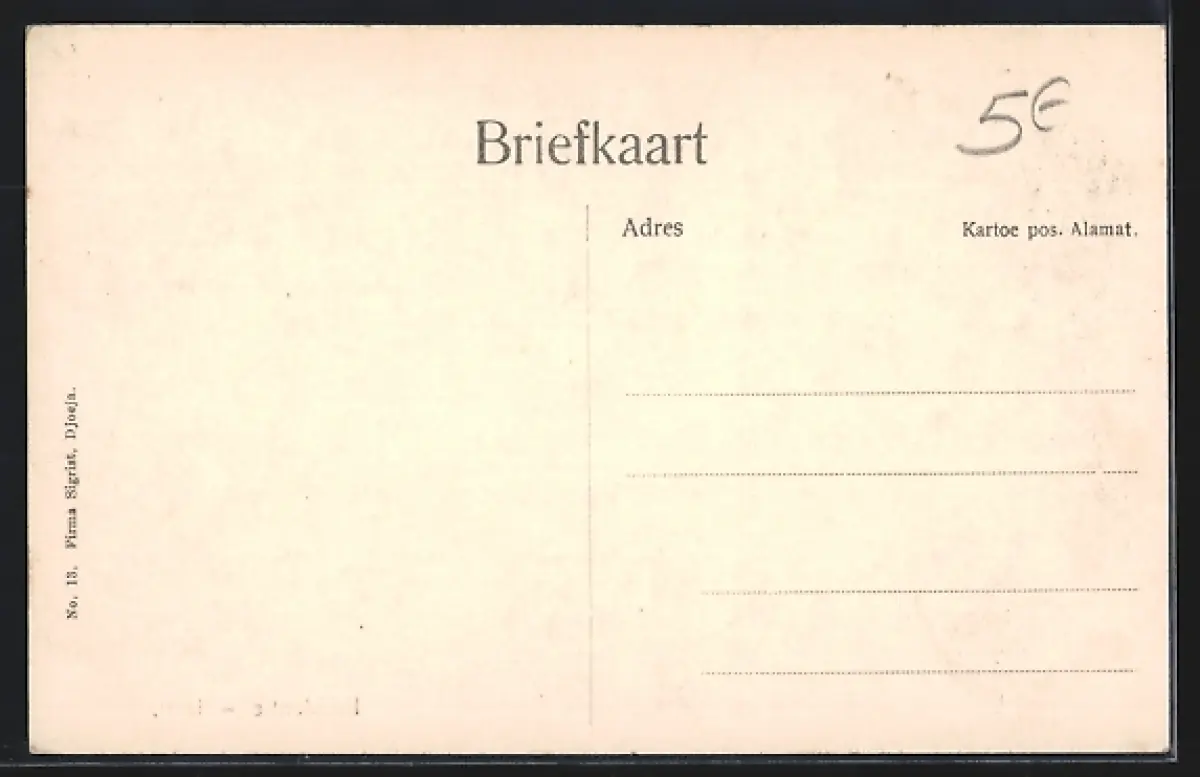 Briefkaart
5€
Adres
Kartoe pos. Alamat.
No. 13. Firma Sigrist, Djocja.